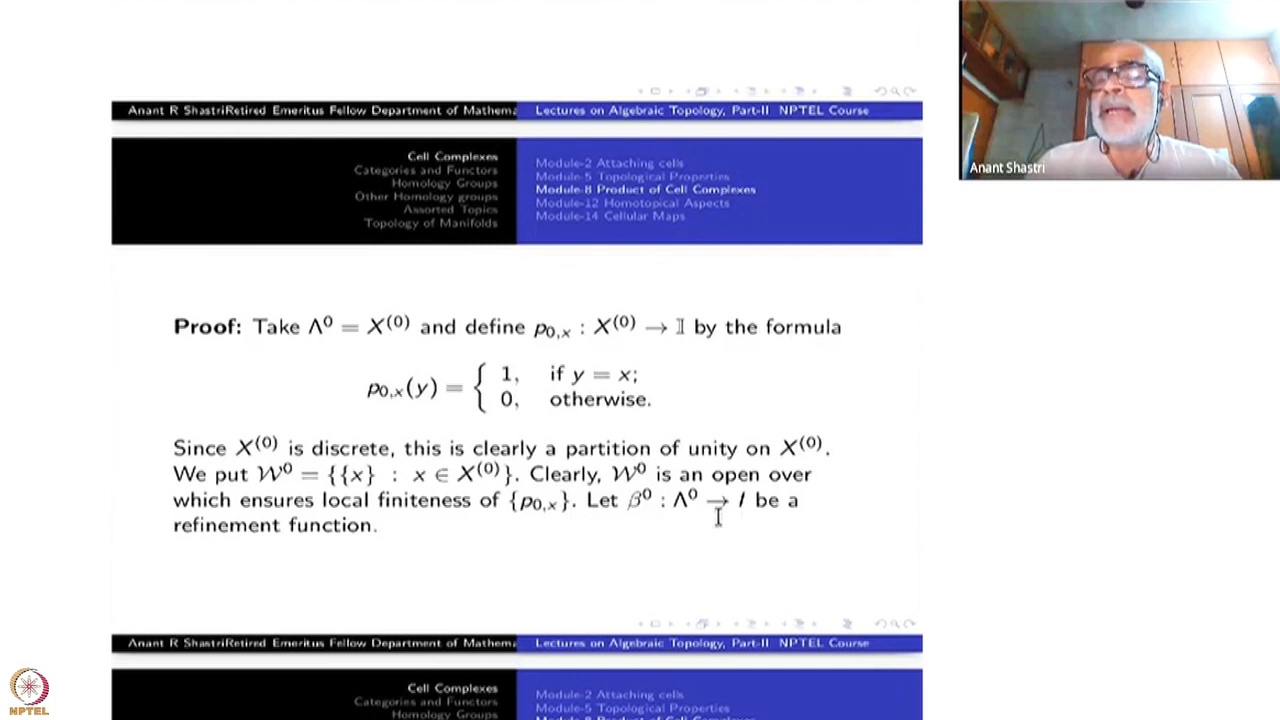 Anant R ShastriRetired Emeritus Fellow Department of Mathema
Lectures on Algebraic Topology, Part-II NPTEL Course
Cell Complexes
Categories and Functors
Homology Groups
Other Homology groups
Assorted Topics
Topology of Manifolds
Module-2 Attaching cells
Module-5 Topological Properties
Module-8 Product of Cell Complexes
Module-12 Homotopical Aspects
Module-14 Cellular Maps
Anant Shastri
Proof: Take Λ⁰ = X⁽⁰⁾ and define p₀,ₓ : X⁽⁰⁾ → 𝕀 by the formula
p₀,ₓ(y) = { 1, if y = x;
0, otherwise.
Since X⁽⁰⁾ is discrete, this is clearly a partition of unity on X⁽⁰⁾.
We put 𝒲⁰ = {{x} : x ∈ X⁽⁰⁾}. Clearly, 𝒲⁰ is an open over
which ensures local finiteness of {p₀,ₓ}. Let β⁰ : Λ⁰ → I be a
refinement function.
Anant R ShastriRetired Emeritus Fellow Department of Mathema
Lectures on Algebraic Topology, Part-II NPTEL Course
Cell Complexes
Categories and Functors
Homology Groups
Module-2 Attaching cells
Module-5 Topological Properties
Module-8 Product of Cell Complexes
NPTEL